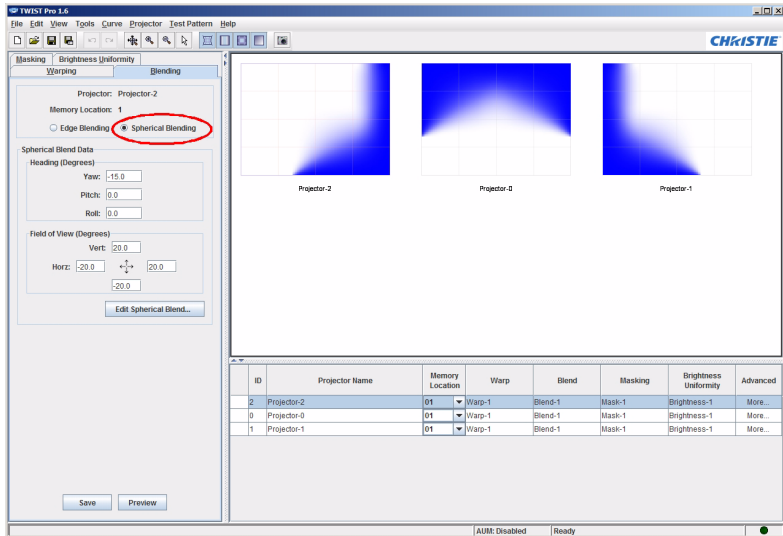 TWIST Pro 1.6
File Edit View Tools Curve Projector Test Pattern Help
CHRISTIE
Masking Brightness Uniformity
Warping Blending
Projector: Projector-2
Memory Location: 1
Edge Blending Spherical Blending
Spherical Blend Data
Heading (Degrees)
Yaw: -15.0
Pitch: 0.0
Roll: 0.0
Field of View (Degrees)
Vert: 20.0
Horz: -20.0 20.0
-20.0
Edit Spherical Blend...
Save Preview
Projector-2 Projector-0 Projector-1
ID Projector Name Memory Location Warp Blend Masking Brightness Uniformity Advanced
2 Projector-2 01 Warp-1 Blend-1 Mask-1 Brightness-1 More...
0 Projector-0 01 Warp-1 Blend-1 Mask-1 Brightness-1 More...
1 Projector-1 01 Warp-1 Blend-1 Mask-1 Brightness-1 More...
AUM: Disabled Ready